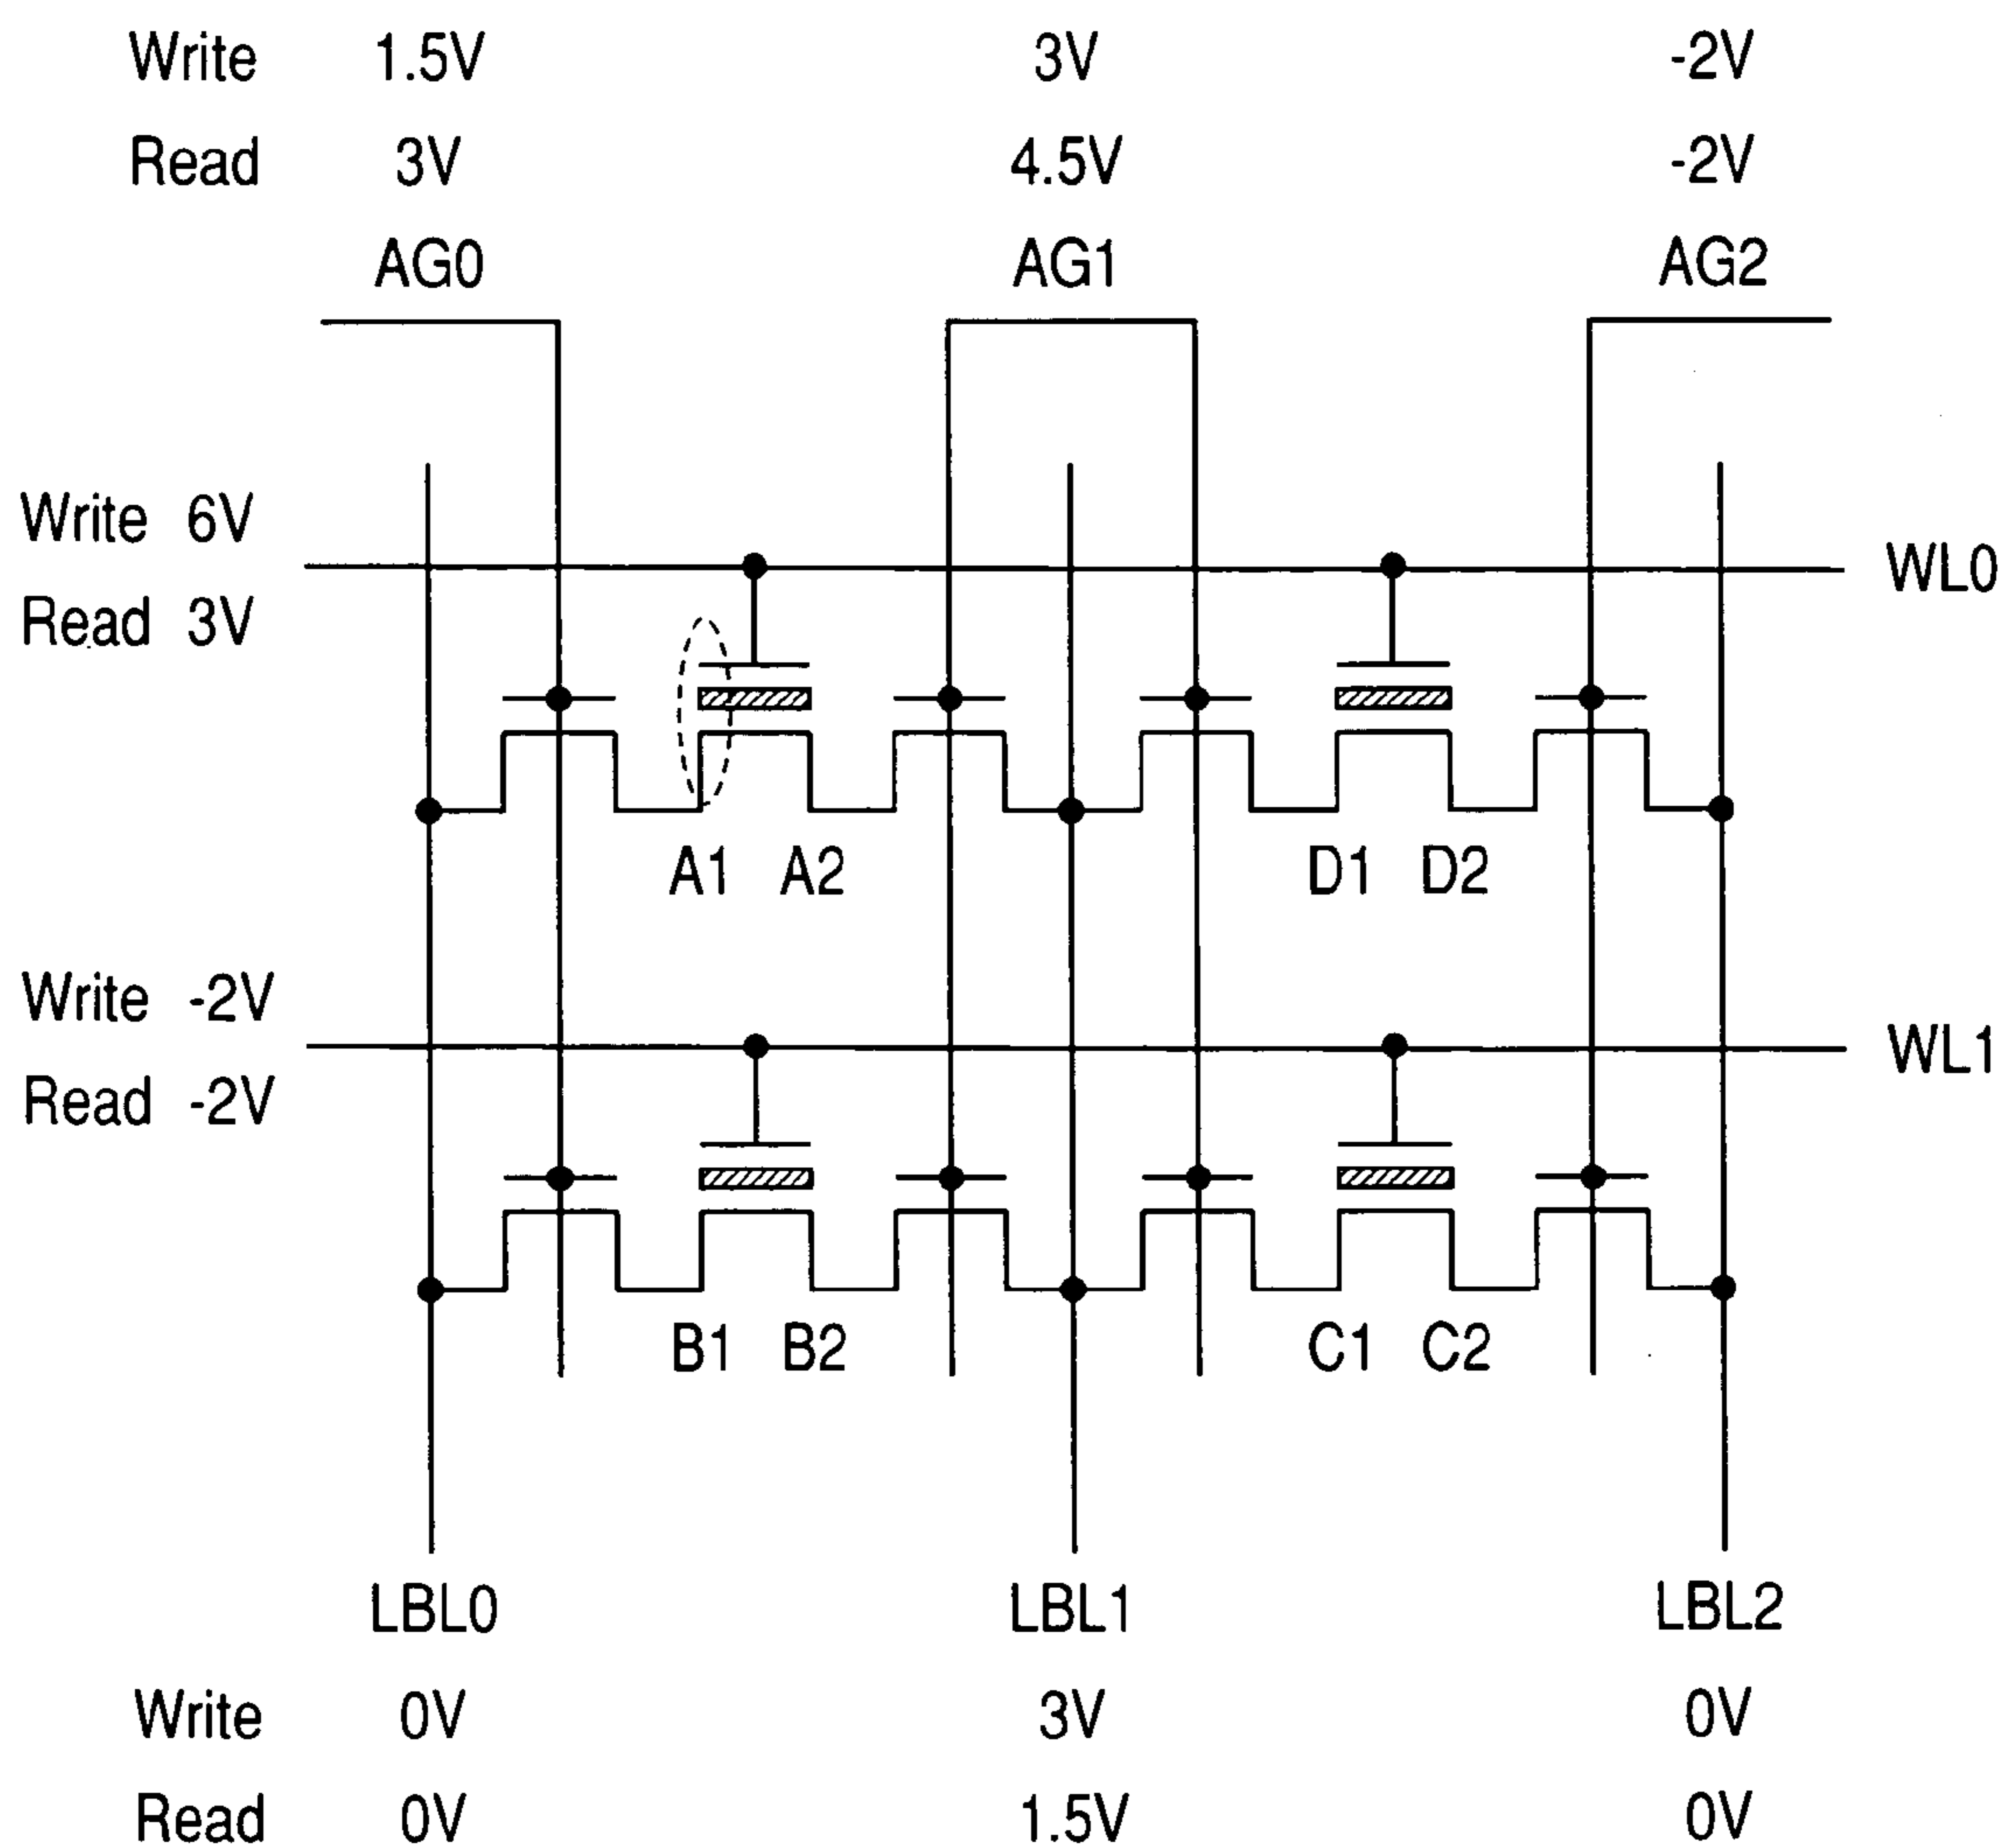 Write 1.5V 3V -2V
Read 3V 4.5V -2V
AG0 AG1 AG2
Write 6V
WL0
Read 3V
A1 A2 D1 D2
Write -2V
WL1
Read -2V
B1 B2 C1 C2
LBL0 LBL1 LBL2
Write 0V 3V 0V
Read 0V 1.5V 0V